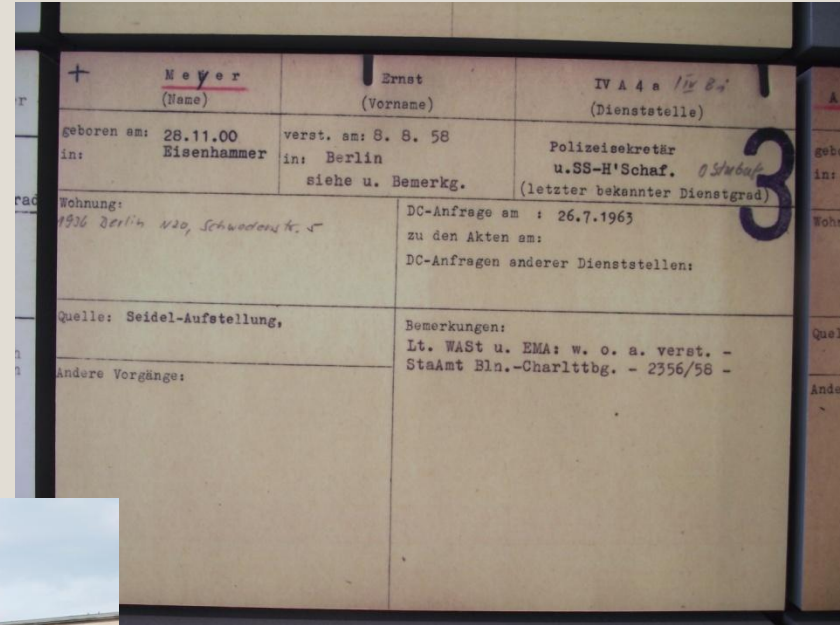 + Meyer Ernst IV A 4 a
(Name) (Vorname) (Dienststelle)
geboren am: 28.11.00 verst. am: 8. 8. 58 Polizeisekretär
in: Eisenhammer in: Berlin u.SS-H'Schaf.
siehe u. Bemerkg. (letzter bekannter Dienstgrad)
3
Wohnung:
1936 Berlin N20, Schwedenstr. 5
DC-Anfrage am : 26.7.1963
zu den Akten am:
DC-Anfragen anderer Dienststellen:
Quelle: Seidel-Aufstellung,
Bemerkungen:
Lt. WASt u. EMA: w. o. a. verst. -
StaAmt Bln.-Charlttbg. - 2356/58 -
Andere Vorgänge: